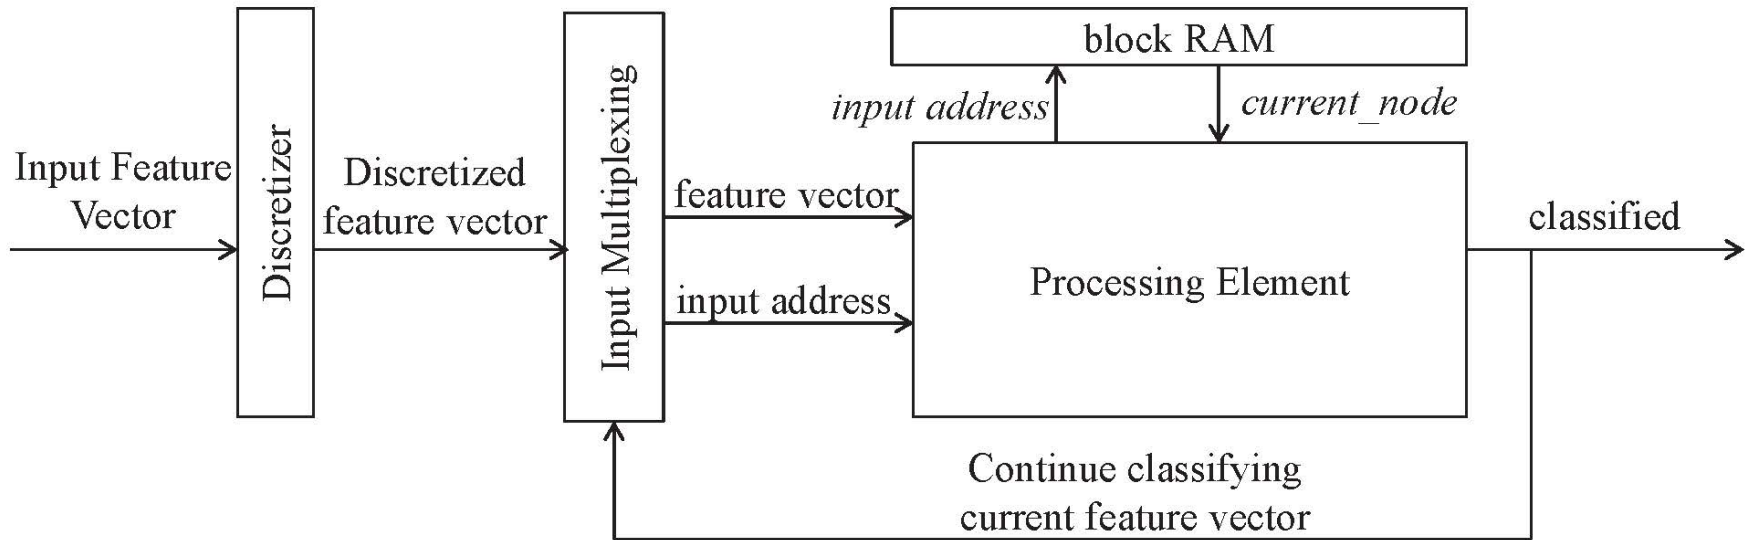 block RAM
input address
current_node
Input Feature
Vector
Discretizer
Discretized
feature vector
Input Multiplexing
feature vector
input address
Processing Element
classified
Continue classifying
current feature vector